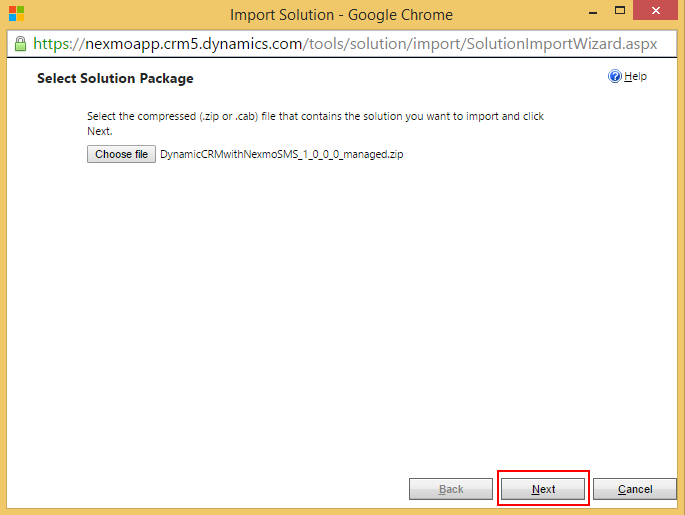 Import Solution - Google Chrome
https://nexmoapp.crm5.dynamics.com/tools/solution/import/SolutionImportWizard.aspx
Select Solution Package
Help
Select the compressed (.zip or .cab) file that contains the solution you want to import and click
Next.
Choose file DynamicCRMwithNexmoSMS_1_0_0_0_managed.zip
Back Next Cancel